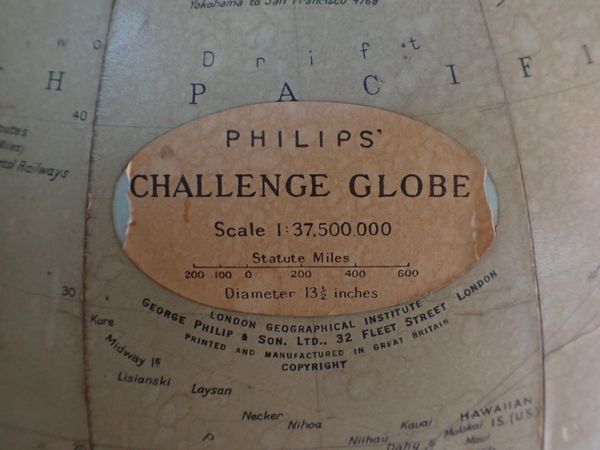 Yokohama to San Francisco 4768
W O
D r i f t
H P A C I F I
40
utes
Miles)
ntal Railways
PHILIPS'
CHALLENGE GLOBE
Scale 1:37,500,000
Statute Miles
200 100 0 200 400 600
Diameter 13½ inches
30
LONDON GEOGRAPHICAL INSTITUTE
GEORGE PHILIP & SON, LTD., 32 FLEET STREET LONDON
PRINTED AND MANUFACTURED IN GREAT BRITAIN
COPYRIGHT
Kure
Midway Is
Lisianski
Laysan
Necker
Nihoa
Kauai
Niihau
Oahu
HAWAIIAN
IS. (U.S.)
Molokai
Maui